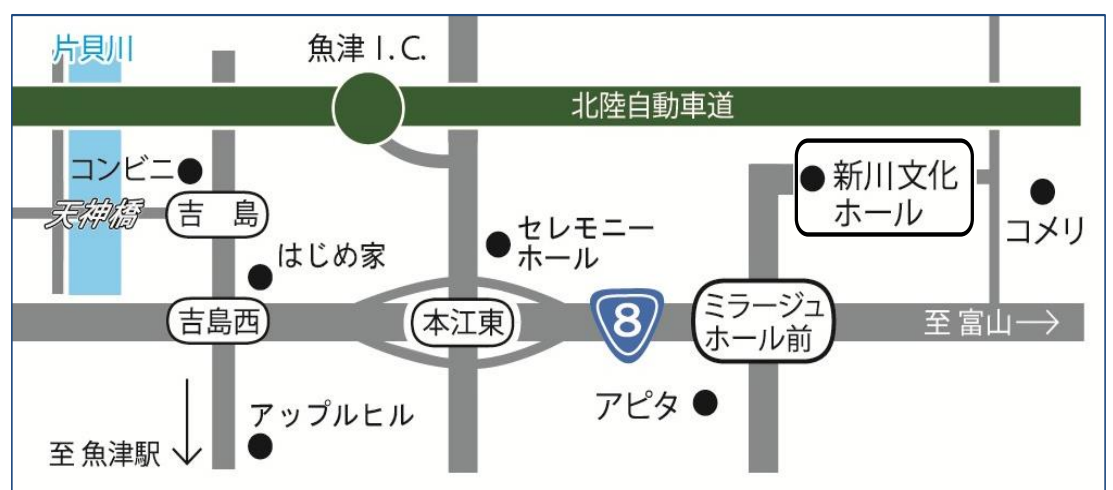 片貝川
魚津 I.C.
北陸自動車道
コンビニ
新川文化
ホール
天神橋
吉 島
コメリ
セレモニー
ホール
はじめ家
吉島西
本江東
8
ミラージュ
ホール前
至 富山→
アピタ
アップルヒル
至 魚津駅